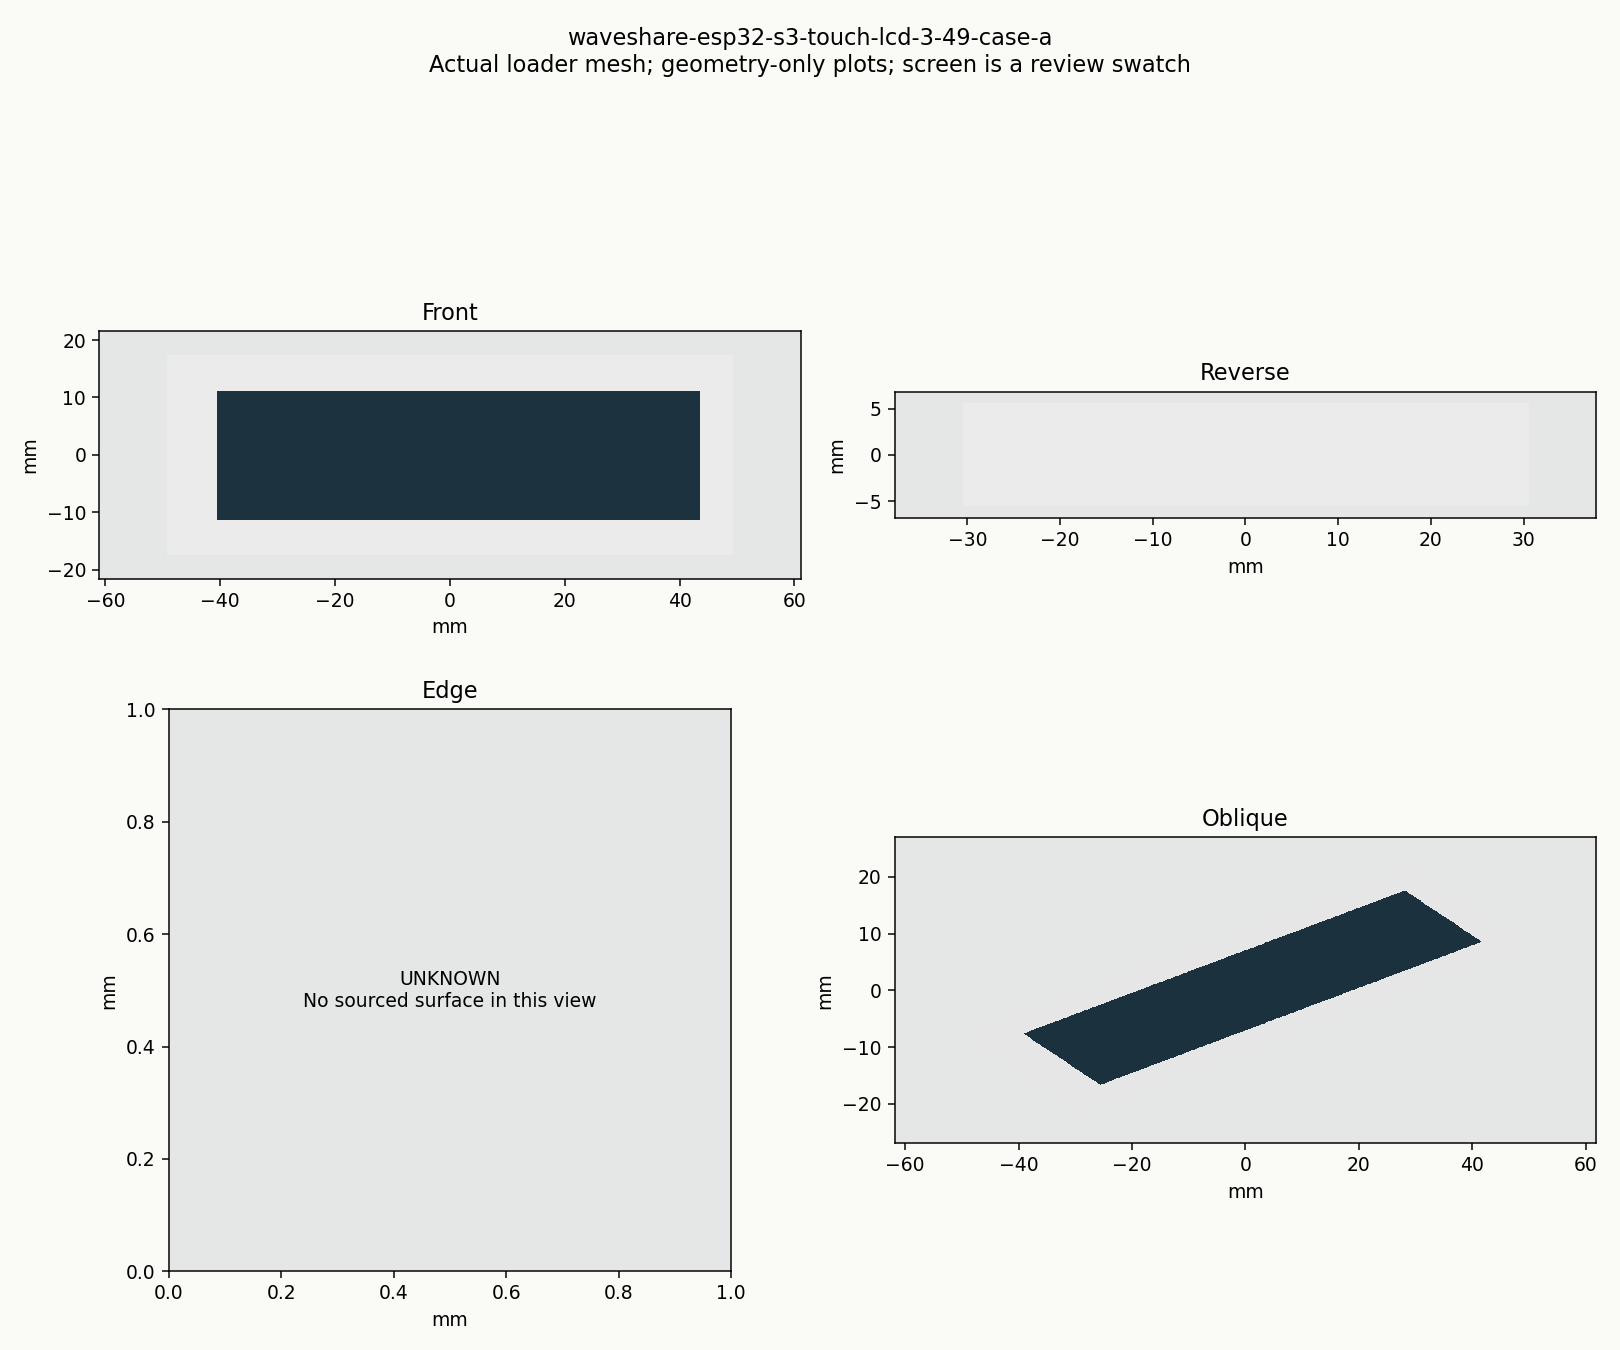 waveshare-esp32-s3-touch-lcd-3-49-case-a
Actual loader mesh; geometry-only plots; screen is a review swatch
Front
20
10
0
−10
−20
mm
−60
−40
−20
0
20
40
60
mm
Reverse
5
0
−5
mm
−30
−20
−10
0
10
20
30
mm
Edge
1.0
0.8
0.6
0.4
0.2
0.0
mm
UNKNOWN
No sourced surface in this view
0.0
0.2
0.4
0.6
0.8
1.0
mm
Oblique
20
10
0
−10
−20
mm
−60
−40
−20
0
20
40
60
mm